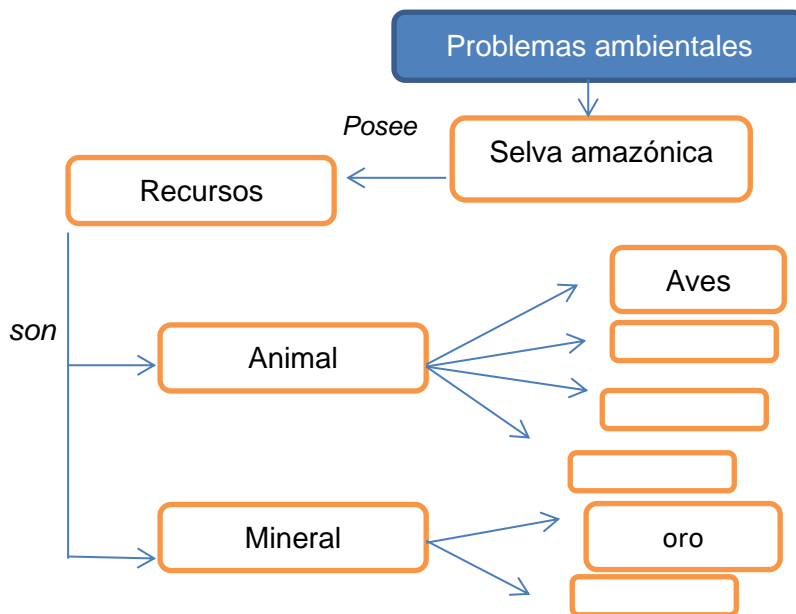 Problemas ambientales
Posee
Selva amazónica
Recursos
son
Aves
Animal
Mineral
oro